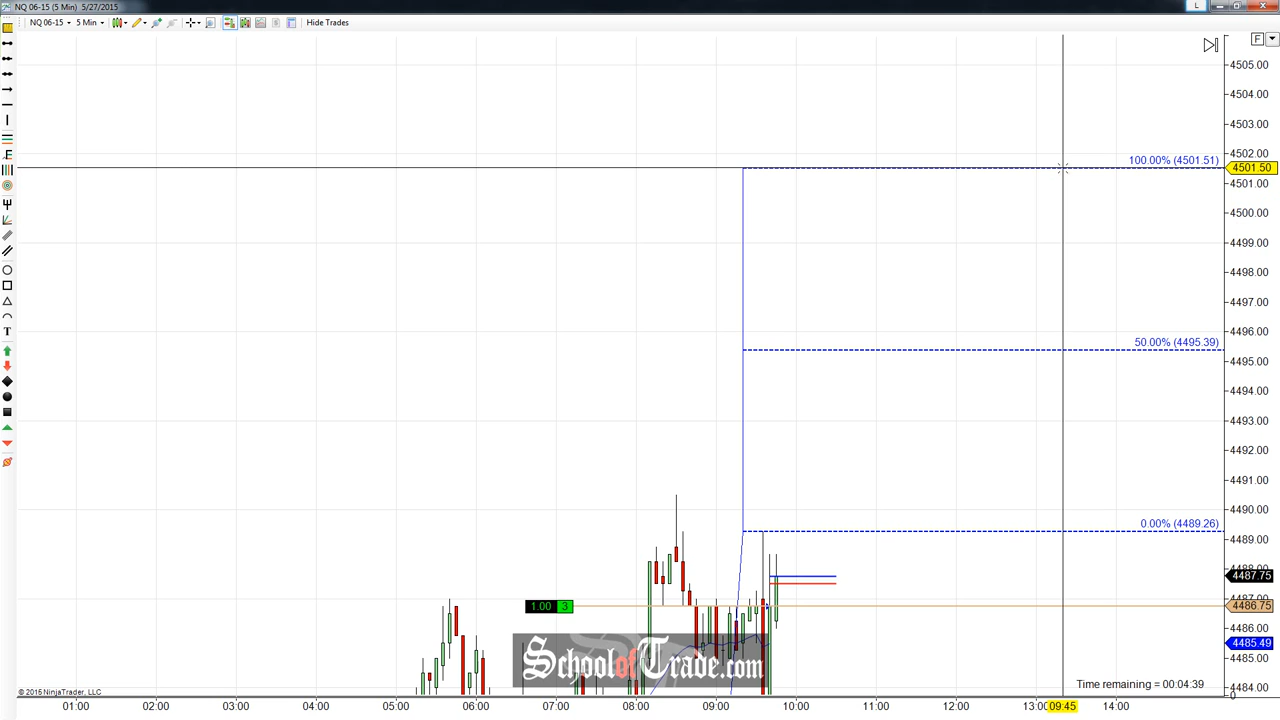 NQ 06-15 (5 Min) 5/27/2015
L
NQ 06-15 5 Min Hide Trades
F
4505.00
4504.00
4503.00
4502.00
100.00% (4501.51)
4501.50
4501.00
4500.00
4499.00
4498.00
4497.00
4496.00
50.00% (4495.39)
4495.00
4494.00
4493.00
4492.00
4491.00
4490.00
0.00% (4489.26)
4489.00
4487.75
1.00 3
4486.75
4486.00
4485.49
4485.00
4484.00
SchoolofTrade.com
Time remaining = 00:04:39
© 2015 NinjaTrader, LLC
01:00 02:00 03:00 04:00 05:00 06:00 07:00 08:00 09:00 10:00 11:00 12:00 13:00 09:45 14:00
E
T